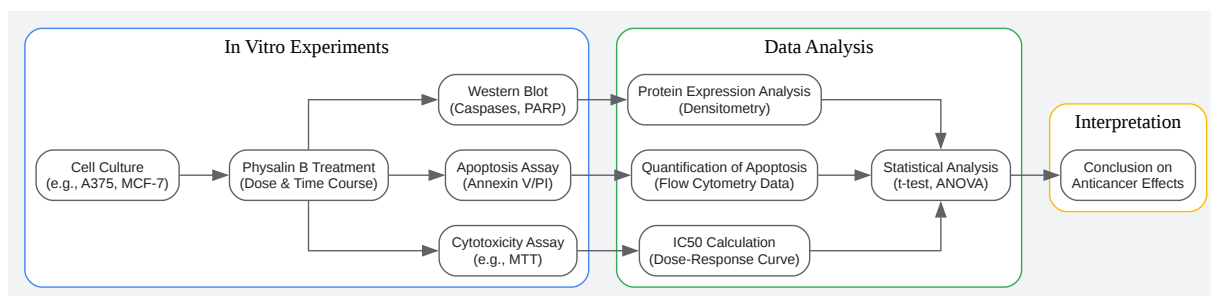 In Vitro Experiments
Data Analysis
Interpretation
Cell Culture
(e.g., A375, MCF-7)
Physalin B Treatment
(Dose & Time Course)
Western Blot
(Caspases, PARP)
Apoptosis Assay
(Annexin V/PI)
Cytotoxicity Assay
(e.g., MTT)
Protein Expression Analysis
(Densitometry)
Quantification of Apoptosis
(Flow Cytometry Data)
IC50 Calculation
(Dose-Response Curve)
Statistical Analysis
(t-test, ANOVA)
Conclusion on
Anticancer Effects